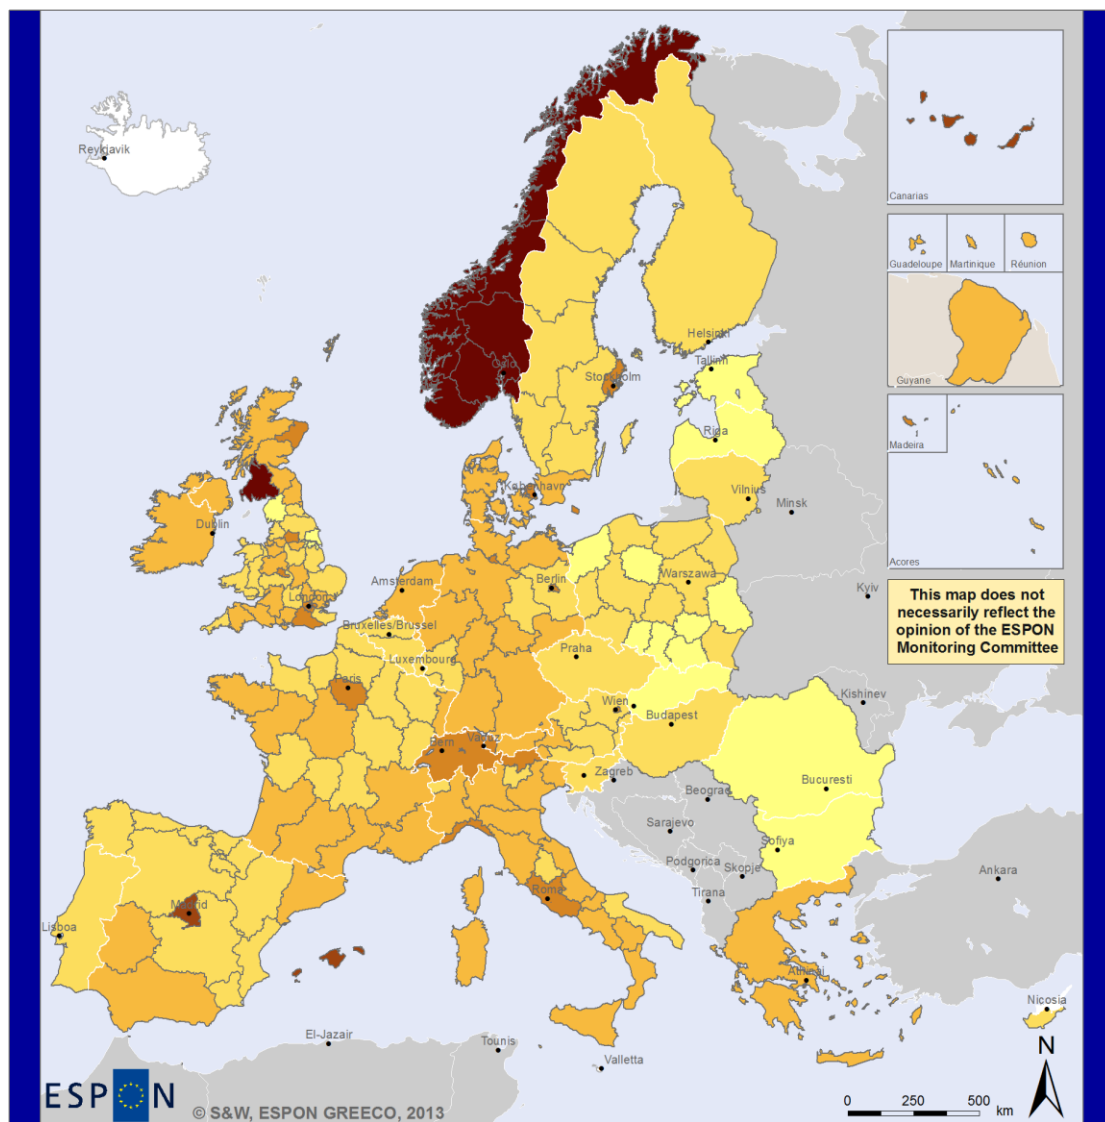 Reykjavik
Canarias
Guadeloupe
Martinique
Réunion
Guyane
Madeira
Acores
Helsinki
Tallinn
Oslo
Stockholm
Riga
København
Vilnius
Minsk
Dublin
Amsterdam
Berlin
Warszawa
Kyiv
London
Bruxelles/Brussel
This map does not
necessarily reflect the
opinion of the ESPON
Monitoring Committee
Luxembourg
Praha
Paris
Wien
Kishinev
Budapest
Bern
Vaduz
Zagreb
Bucuresti
Beograd
Sarajevo
Sofiya
Podgorica
Skopje
Ankara
Tirana
Madrid
Roma
Lisboa
Athinai
Nicosia
El-Jazair
Tounis
Valletta
N
ESPON
© S&W, ESPON GREECO, 2013
0 250 500
km